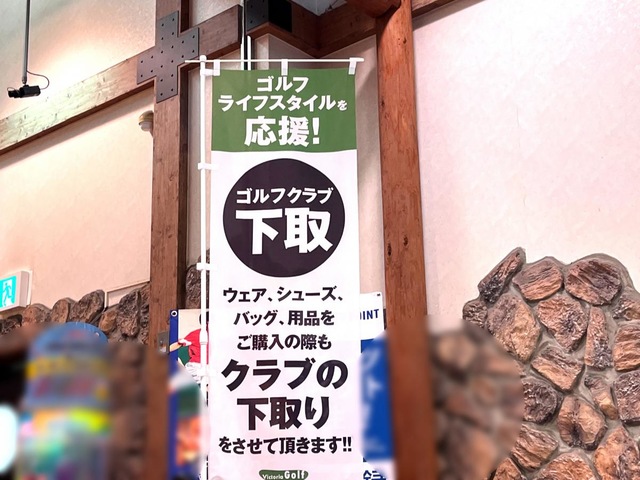 ゴルフ
ライフスタイルを
応援!
ゴルフクラブ
下取
ウェア、シューズ、
バッグ、用品を
ご購入の際も
クラブの
下取り
をさせて頂きます!!
Victoria Golf
OINT